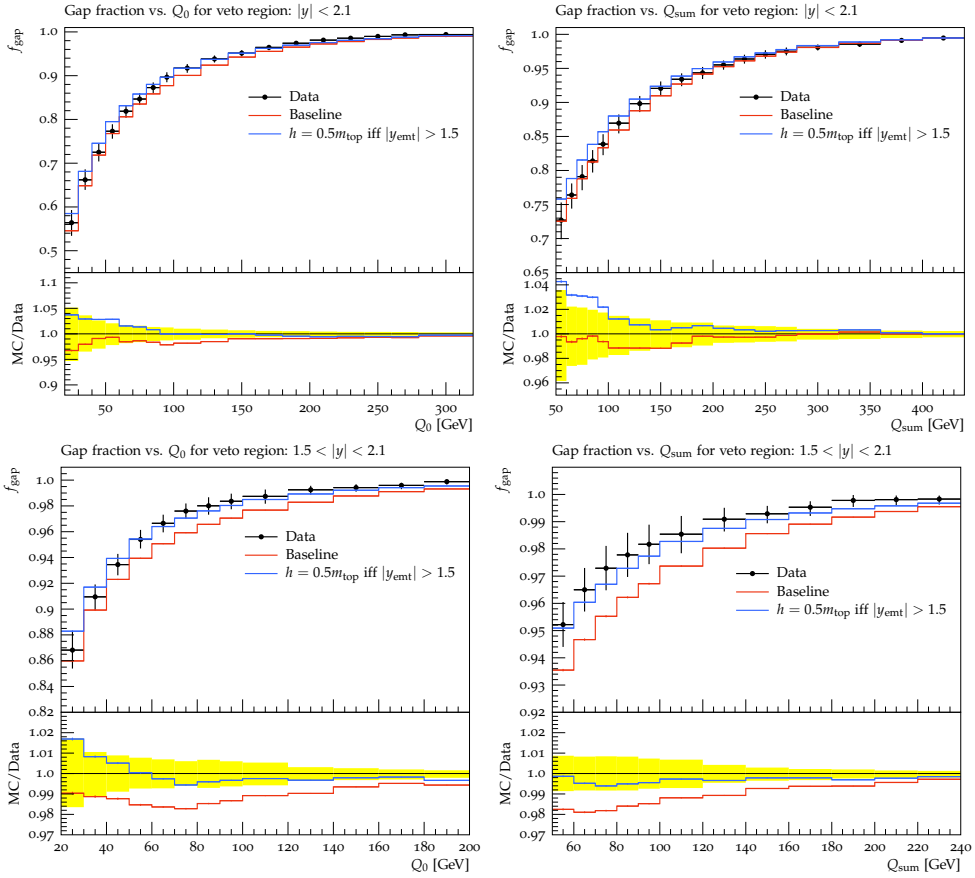 Gap fraction vs. Q0 for veto region: |y| < 2.1
fgap
1.0
0.9
0.8
0.7
0.6
0.5
Data
Baseline
h = 0.5mtop iff |yemt| > 1.5
MC/Data
1.1
1.05
1.0
0.95
0.9
50 100 150 200 250 300
Q0 [GeV]
Gap fraction vs. Qsum for veto region: |y| < 2.1
fgap
1.0
0.95
0.9
0.85
0.8
0.75
0.7
0.65
Data
Baseline
h = 0.5mtop iff |yemt| > 1.5
MC/Data
1.04
1.02
1.0
0.98
0.96
50 100 150 200 250 300 350 400
Qsum [GeV]
Gap fraction vs. Q0 for veto region: 1.5 < |y| < 2.1
fgap
1.0
0.98
0.96
0.94
0.92
0.9
0.88
0.86
0.84
0.82
Data
Baseline
h = 0.5mtop iff |yemt| > 1.5
MC/Data
1.02
1.01
1.0
0.99
0.98
0.97
20 40 60 80 100 120 140 160 180 200
Q0 [GeV]
Gap fraction vs. Qsum for veto region: 1.5 < |y| < 2.1
fgap
1.0
0.99
0.98
0.97
0.96
0.95
0.94
0.93
0.92
Data
Baseline
h = 0.5mtop iff |yemt| > 1.5
MC/Data
1.02
1.01
1.0
0.99
0.98
0.97
60 80 100 120 140 160 180 200 220 240
Qsum [GeV]